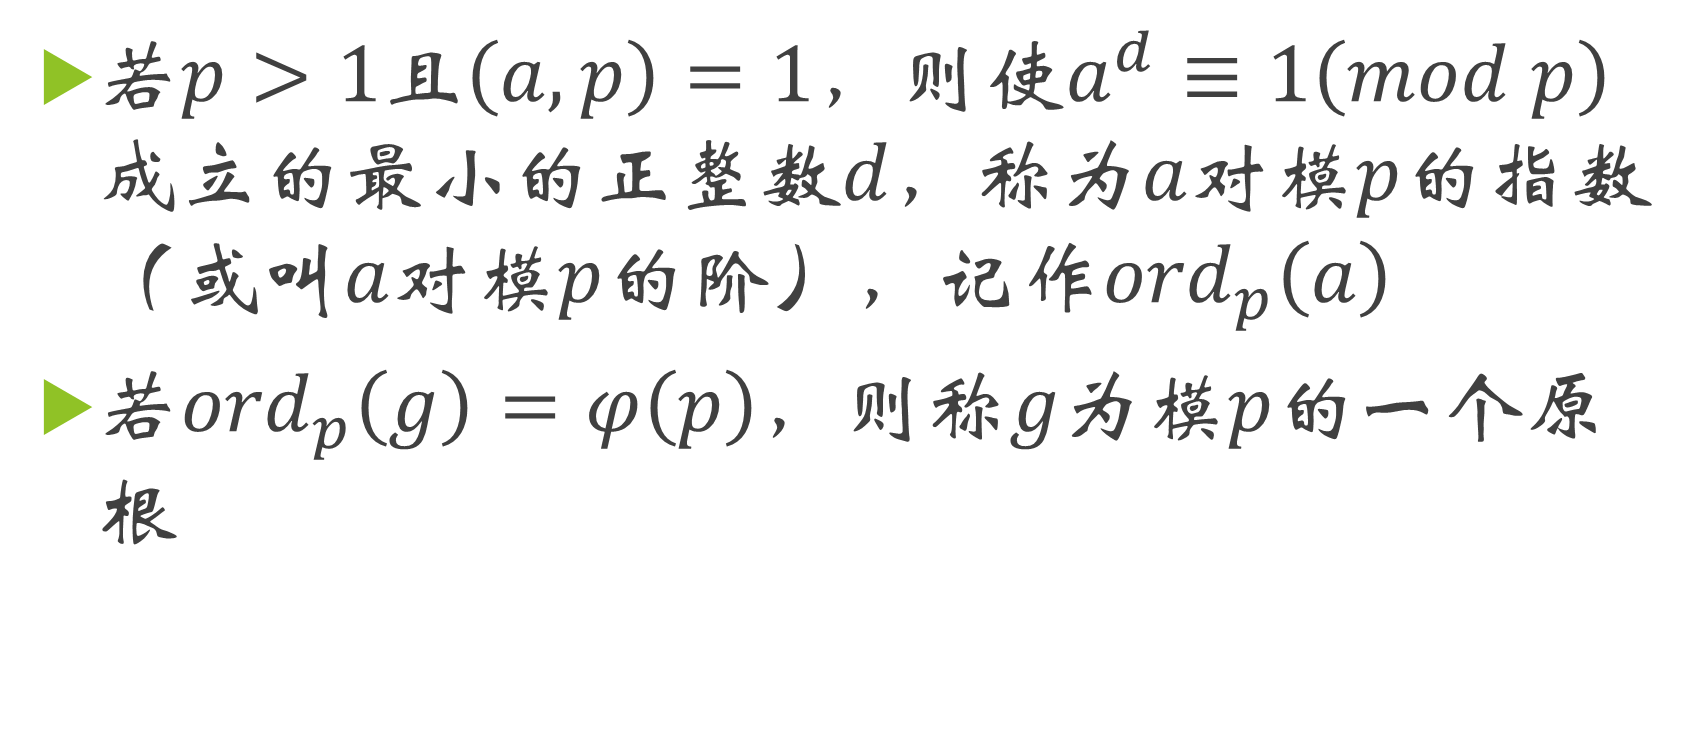 若p > 1且(a, p) = 1，则使a^d ≡ 1(mod p)
成立的最小的正整数d，称为a对模p的指数
（或叫a对模p的阶），记作ord_p(a)
若ord_p(g) = φ(p)，则称g为模p的一个原
根